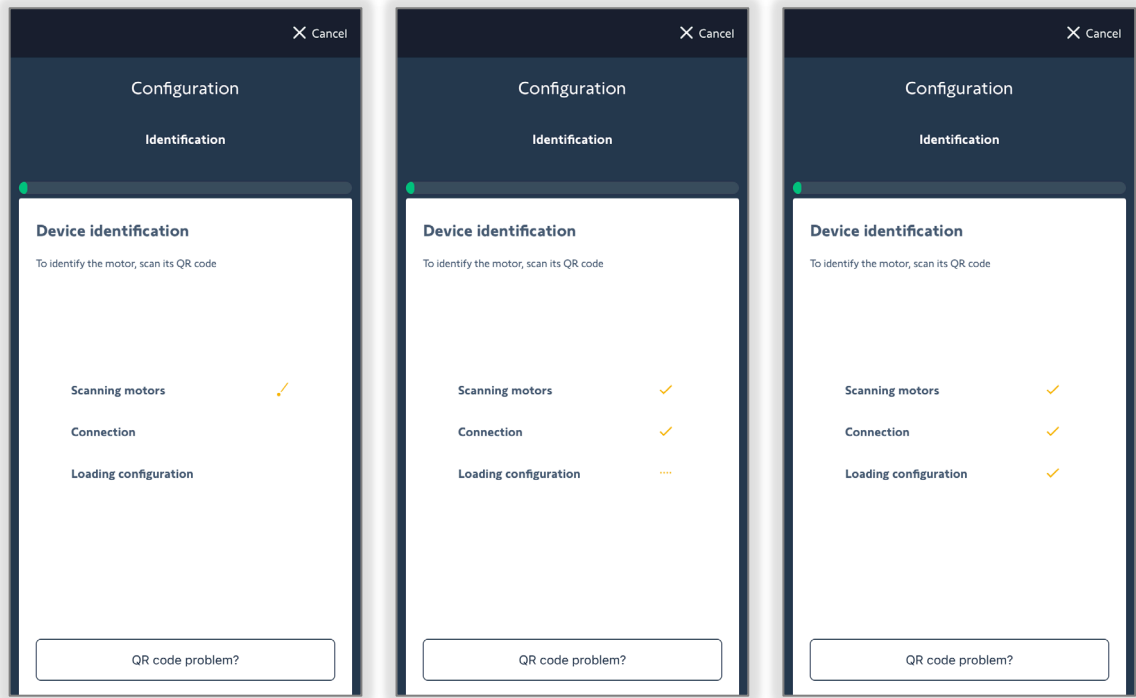 Cancel
Configuration
Identification
Device identification
To identify the motor, scan its QR code
Scanning motors
Connection
Loading configuration
QR code problem?
Cancel
Configuration
Identification
Device identification
To identify the motor, scan its QR code
Scanning motors
Connection
Loading configuration
QR code problem?
Cancel
Configuration
Identification
Device identification
To identify the motor, scan its QR code
Scanning motors
Connection
Loading configuration
QR code problem?